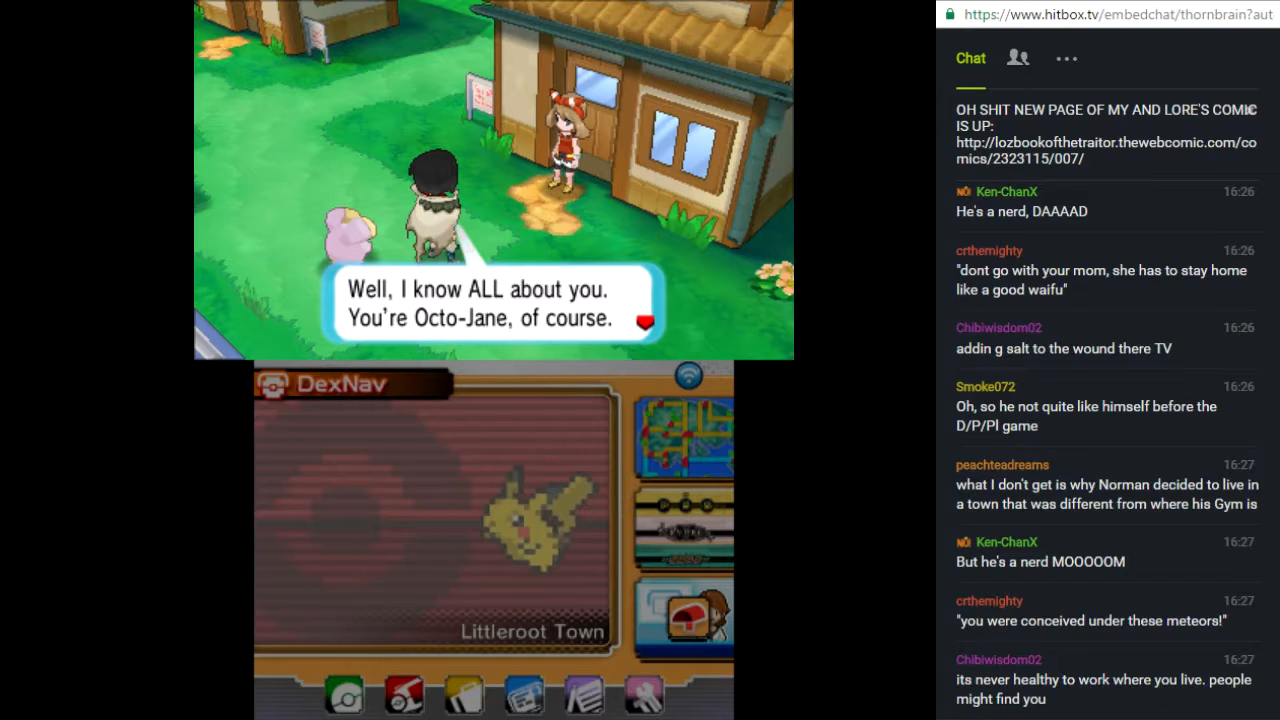 Well, I know ALL about you.
You're Octo-Jane, of course.
DexNav
Littleroot Town
https://www.hitbox.tv/embedchat/thornbrain?aut
Chat
OH SHIT NEW PAGE OF MY AND LORE'S COMIC
IS UP:
http://lozbookofthetraitor.thewebcomic.com/co
mics/2323115/007/
Ken-ChanX 16:26
He's a nerd, DAAAAD
crthemighty 16:26
"dont go with your mom, she has to stay home
like a good waifu"
Chibiwisdom02 16:26
addin g salt to the wound there TV
Smoke072 16:26
Oh, so he not quite like himself before the
D/P/Pl game
peachteadreams 16:27
what I don't get is why Norman decided to live in
a town that was different from where his Gym is
Ken-ChanX 16:27
But he's a nerd MOOOOOM
crthemighty 16:27
"you were conceived under these meteors!"
Chibiwisdom02 16:27
its never healthy to work where you live. people
might find you